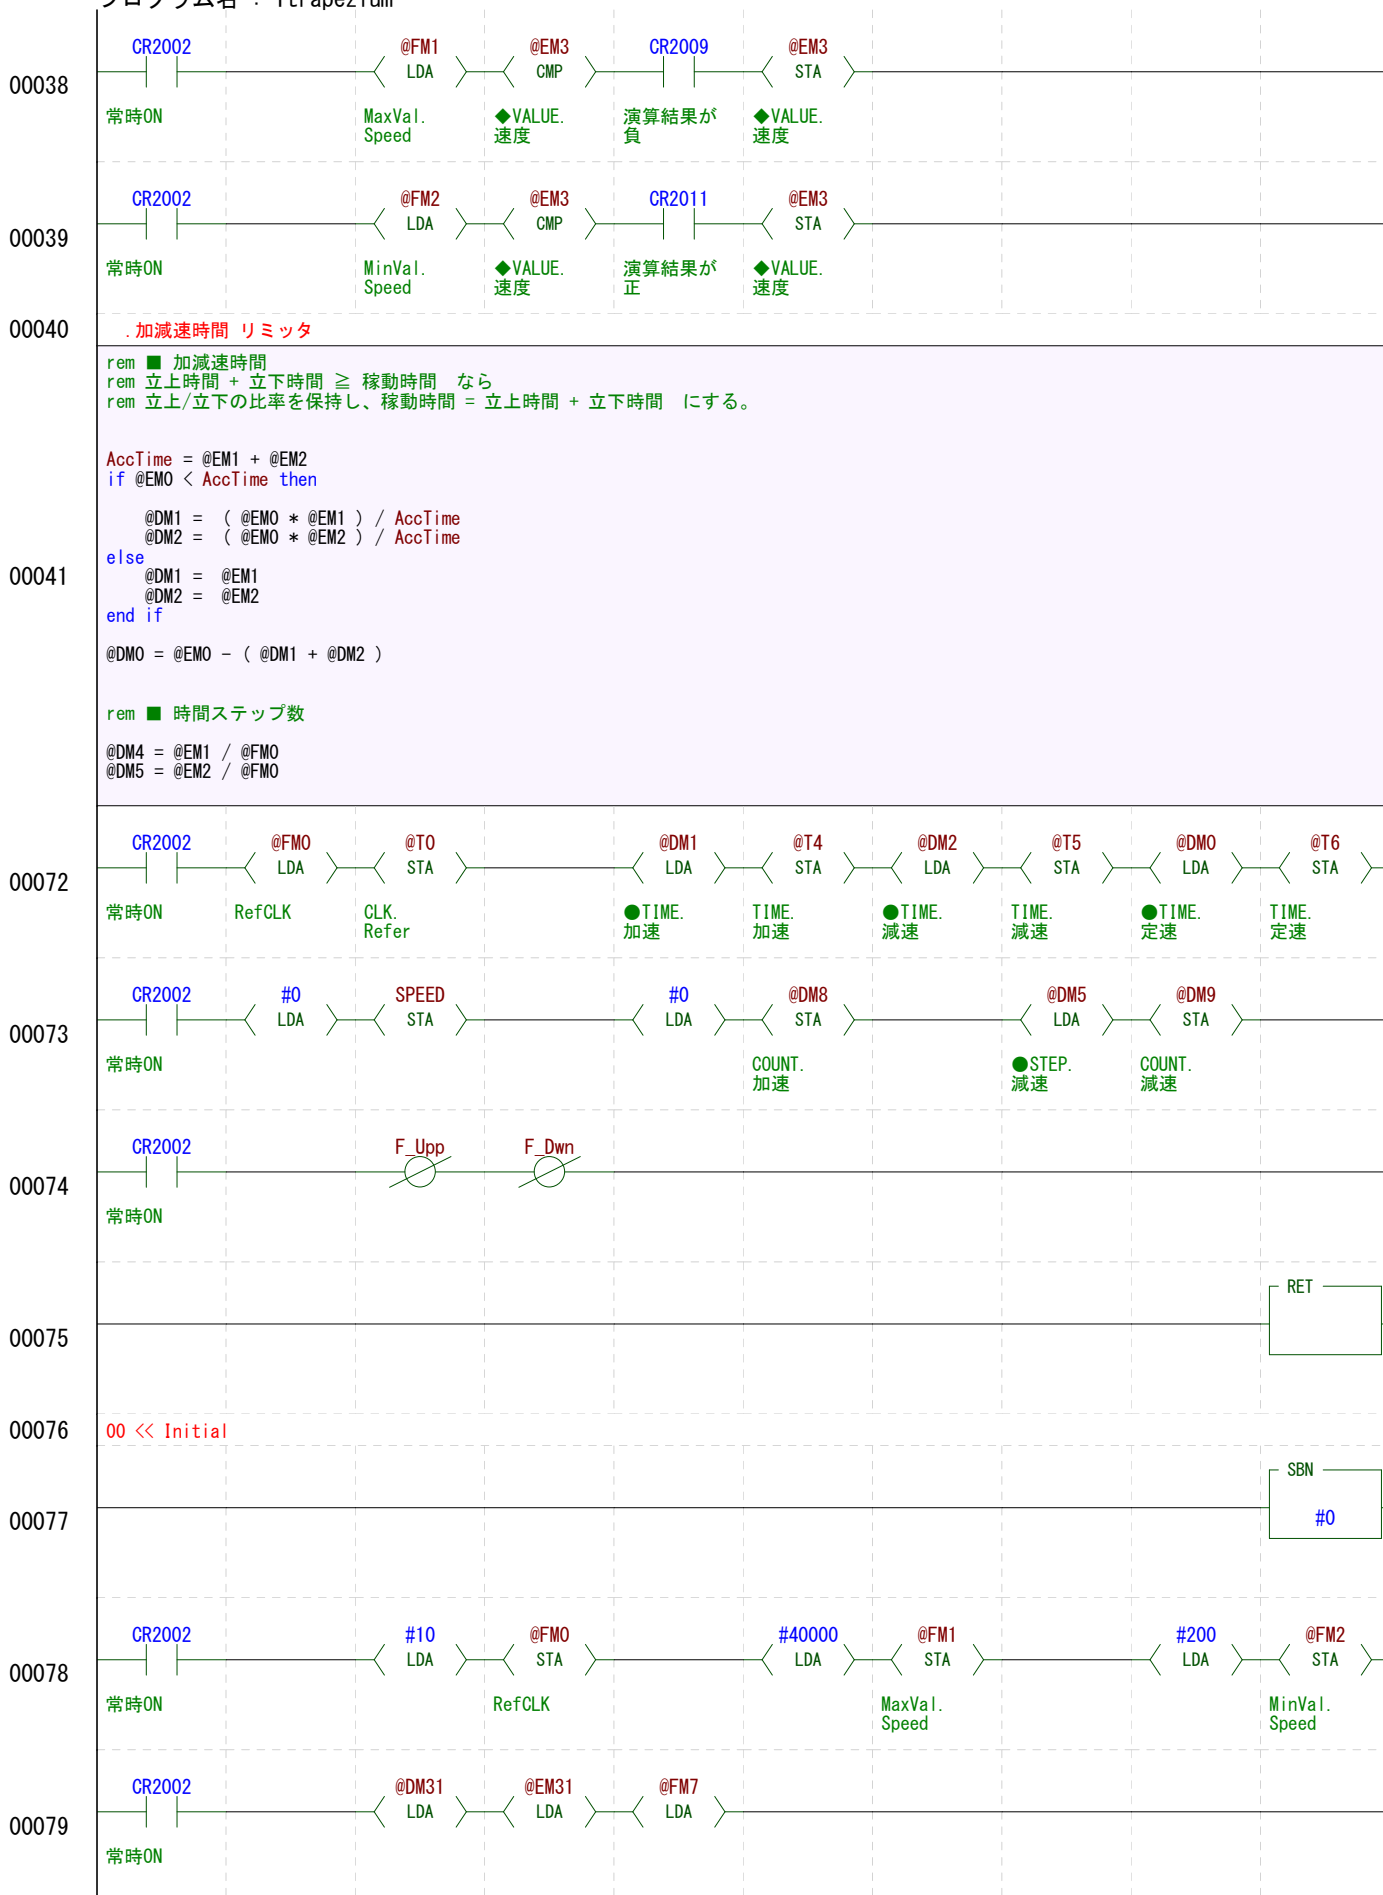 プログラム名 : Trapezium
CR2002 @FM1 @EM3 CR2009 @EM3
00038 LDA CMP STA
常時ON MaxVal. ◆VALUE. 演算結果が ◆VALUE.
Speed 速度 負 速度
CR2002 @FM2 @EM3 CR2011 @EM3
00039 LDA CMP STA
常時ON MinVal. ◆VALUE. 演算結果が ◆VALUE.
Speed 速度 正 速度
00040 .加減速時間 リミッタ
rem ■ 加減速時間
rem 立上時間 + 立下時間 ≧ 稼動時間 なら
rem 立上/立下の比率を保持し、稼動時間 = 立上時間 + 立下時間 にする。
AccTime = @EM1 + @EM2
if @EM0 < AccTime then
@DM1 = ( @EM0 * @EM1 ) / AccTime
@DM2 = ( @EM0 * @EM2 ) / AccTime
else
00041 @DM1 = @EM1
@DM2 = @EM2
end if
@DM0 = @EM0 - ( @DM1 + @DM2 )
rem ■ 時間ステップ数
@DM4 = @EM1 / @FM0
@DM5 = @EM2 / @FM0
CR2002 @FM0 @T0 @DM1 @T4 @DM2 @T5 @DM0 @T6
00072 LDA STA LDA STA LDA STA LDA STA
常時ON RefCLK CLK. ●TIME. TIME. ●TIME. TIME. ●TIME. TIME.
Refer 加速 加速 減速 減速 定速 定速
CR2002 #0 SPEED #0 @DM8 @DM5 @DM9
00073 LDA STA LDA STA LDA STA
常時ON COUNT. ●STEP. COUNT.
加速 減速 減速
CR2002 F_Upp F_Dwn
00074
常時ON
RET
00075
00076 00 << Initial
SBN
00077 #0
CR2002 #10 @FM0 #40000 @FM1 #200 @FM2
00078 LDA STA LDA STA LDA STA
常時ON RefCLK MaxVal. MinVal.
Speed Speed
CR2002 @DM31 @EM31 @FM7
00079 LDA LDA LDA
常時ON